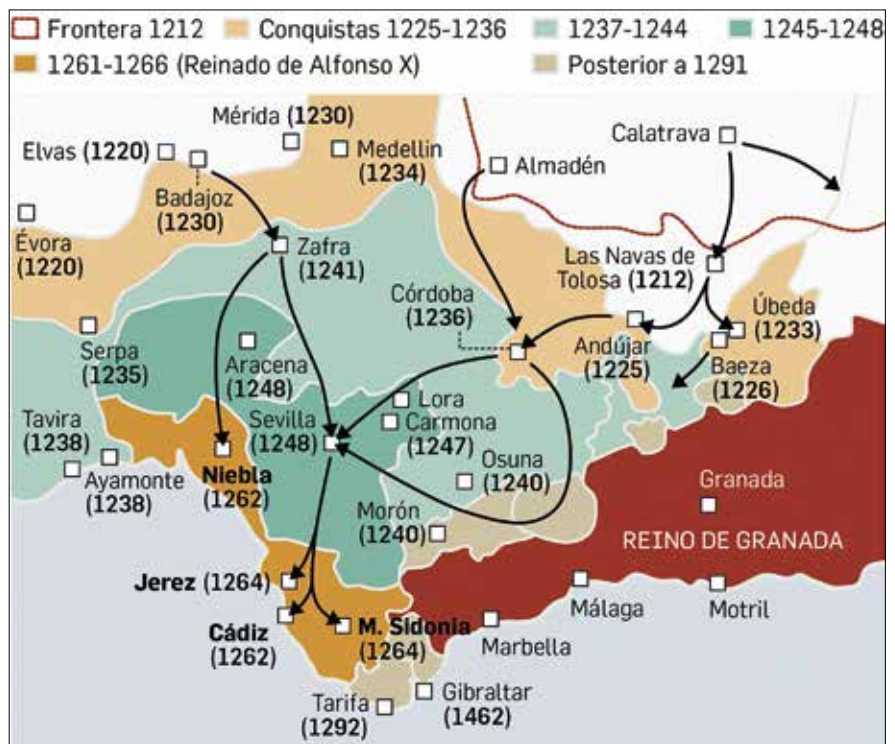 Frontera 1212 Conquistas 1225-1236 1237-1244 1245-1248
1261-1266 (Reinado de Alfonso X) Posterior a 1291
Mérida (1230)
Calatrava
Elvas (1220)
Medellin
(1234)
Almadén
Badajoz
(1230)
Évora
(1220)
Zafra
(1241)
Las Navas de
Tolosa (1212)
Córdoba
(1236)
Úbeda
(1233)
Serpa
(1235)
Aracena
(1248)
Andújar
(1225)
Baeza
(1226)
Lora
Tavira
(1238)
Sevilla
(1248)
Carmona
(1247)
Ayamonte
(1238)
Niebla
(1262)
Osuna
(1240)
Granada
Morón
(1240)
REINO DE GRANADA
Jerez (1264)
Málaga
Motril
Cádiz
(1262)
M. Sidonia
(1264)
Marbella
Tarifa
(1292)
Gibraltar
(1462)